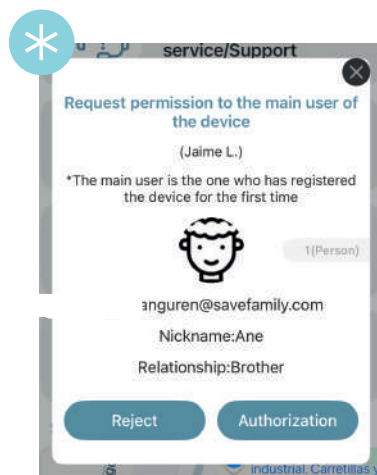 service/Support
Request permission to the main user of
the device
(Jaime L.)
*The main user is the one who has registered
the device for the first time
1(Person)
anguren@savefamily.com
Nickname:Ane
Relationship:Brother
Reject Authorization
industrial. Carretillas